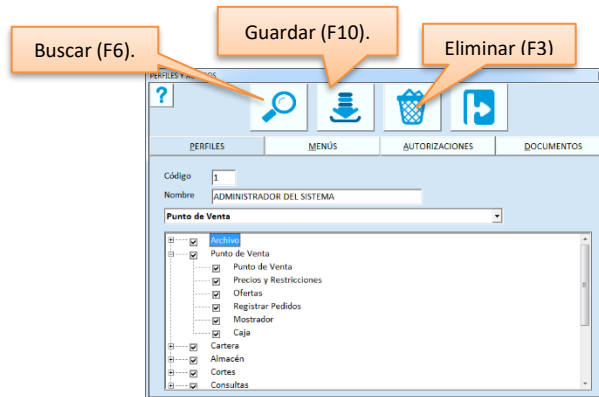 Buscar (F6).
Guardar (F10).
Eliminar (F3)
?
PERFILES
MENÚS
AUTORIZACIONES
DOCUMENTOS
Código 1
Nombre ADMINISTRADOR DEL SISTEMA
Punto de Venta
Archivo
Punto de Venta
Punto de Venta
Precios y Restricciones
Ofertas
Registrar Pedidos
Mostrador
Caja
Cartera
Almacén
Cortes
Consultas